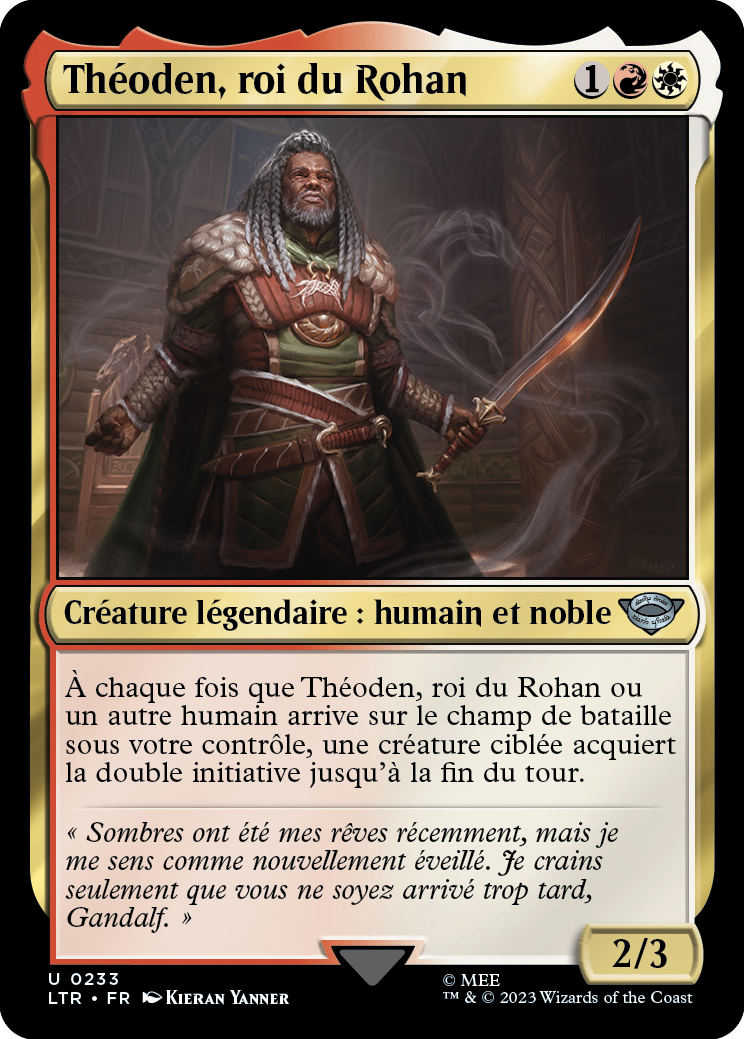 Théoden, roi du Rohan 1
Créature légendaire : humain et noble
À chaque fois que Théoden, roi du Rohan ou
un autre humain arrive sur le champ de bataille
sous votre contrôle, une créature ciblée acquiert
la double initiative jusqu’à la fin du tour.
« Sombres ont été mes rêves récemment, mais je
me sens comme nouvellement éveillé. Je crains
seulement que vous ne soyez arrivé trop tard,
Gandalf. »
2/3
U 0233
LTR • FR Kieran Yanner
© MEE
™ & © 2023 Wizards of the Coast